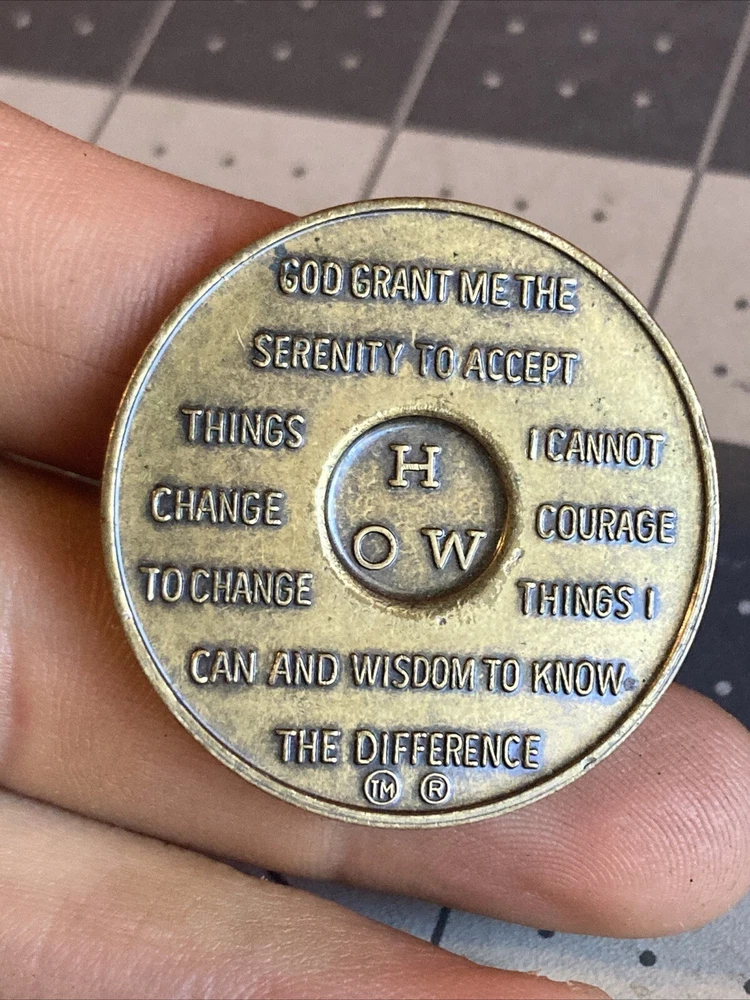 GOD GRANT ME THE
SERENITY TO ACCEPT
THINGS I CANNOT
CHANGE COURAGE
TO CHANGE THINGS I
CAN AND WISDOM TO KNOW
THE DIFFERENCE
TM R
H
O W